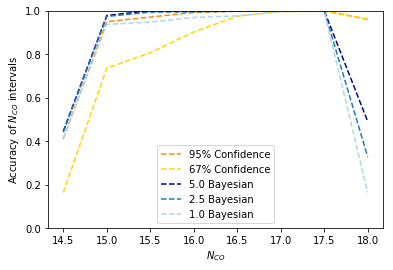 1.0
0.8
0.6
0.4
0.2
0.0
Accuracy of N_CO intervals
95% Confidence
67% Confidence
5.0 Bayesian
2.5 Bayesian
1.0 Bayesian
14.5 15.0 15.5 16.0 16.5 17.0 17.5 18.0
N_CO